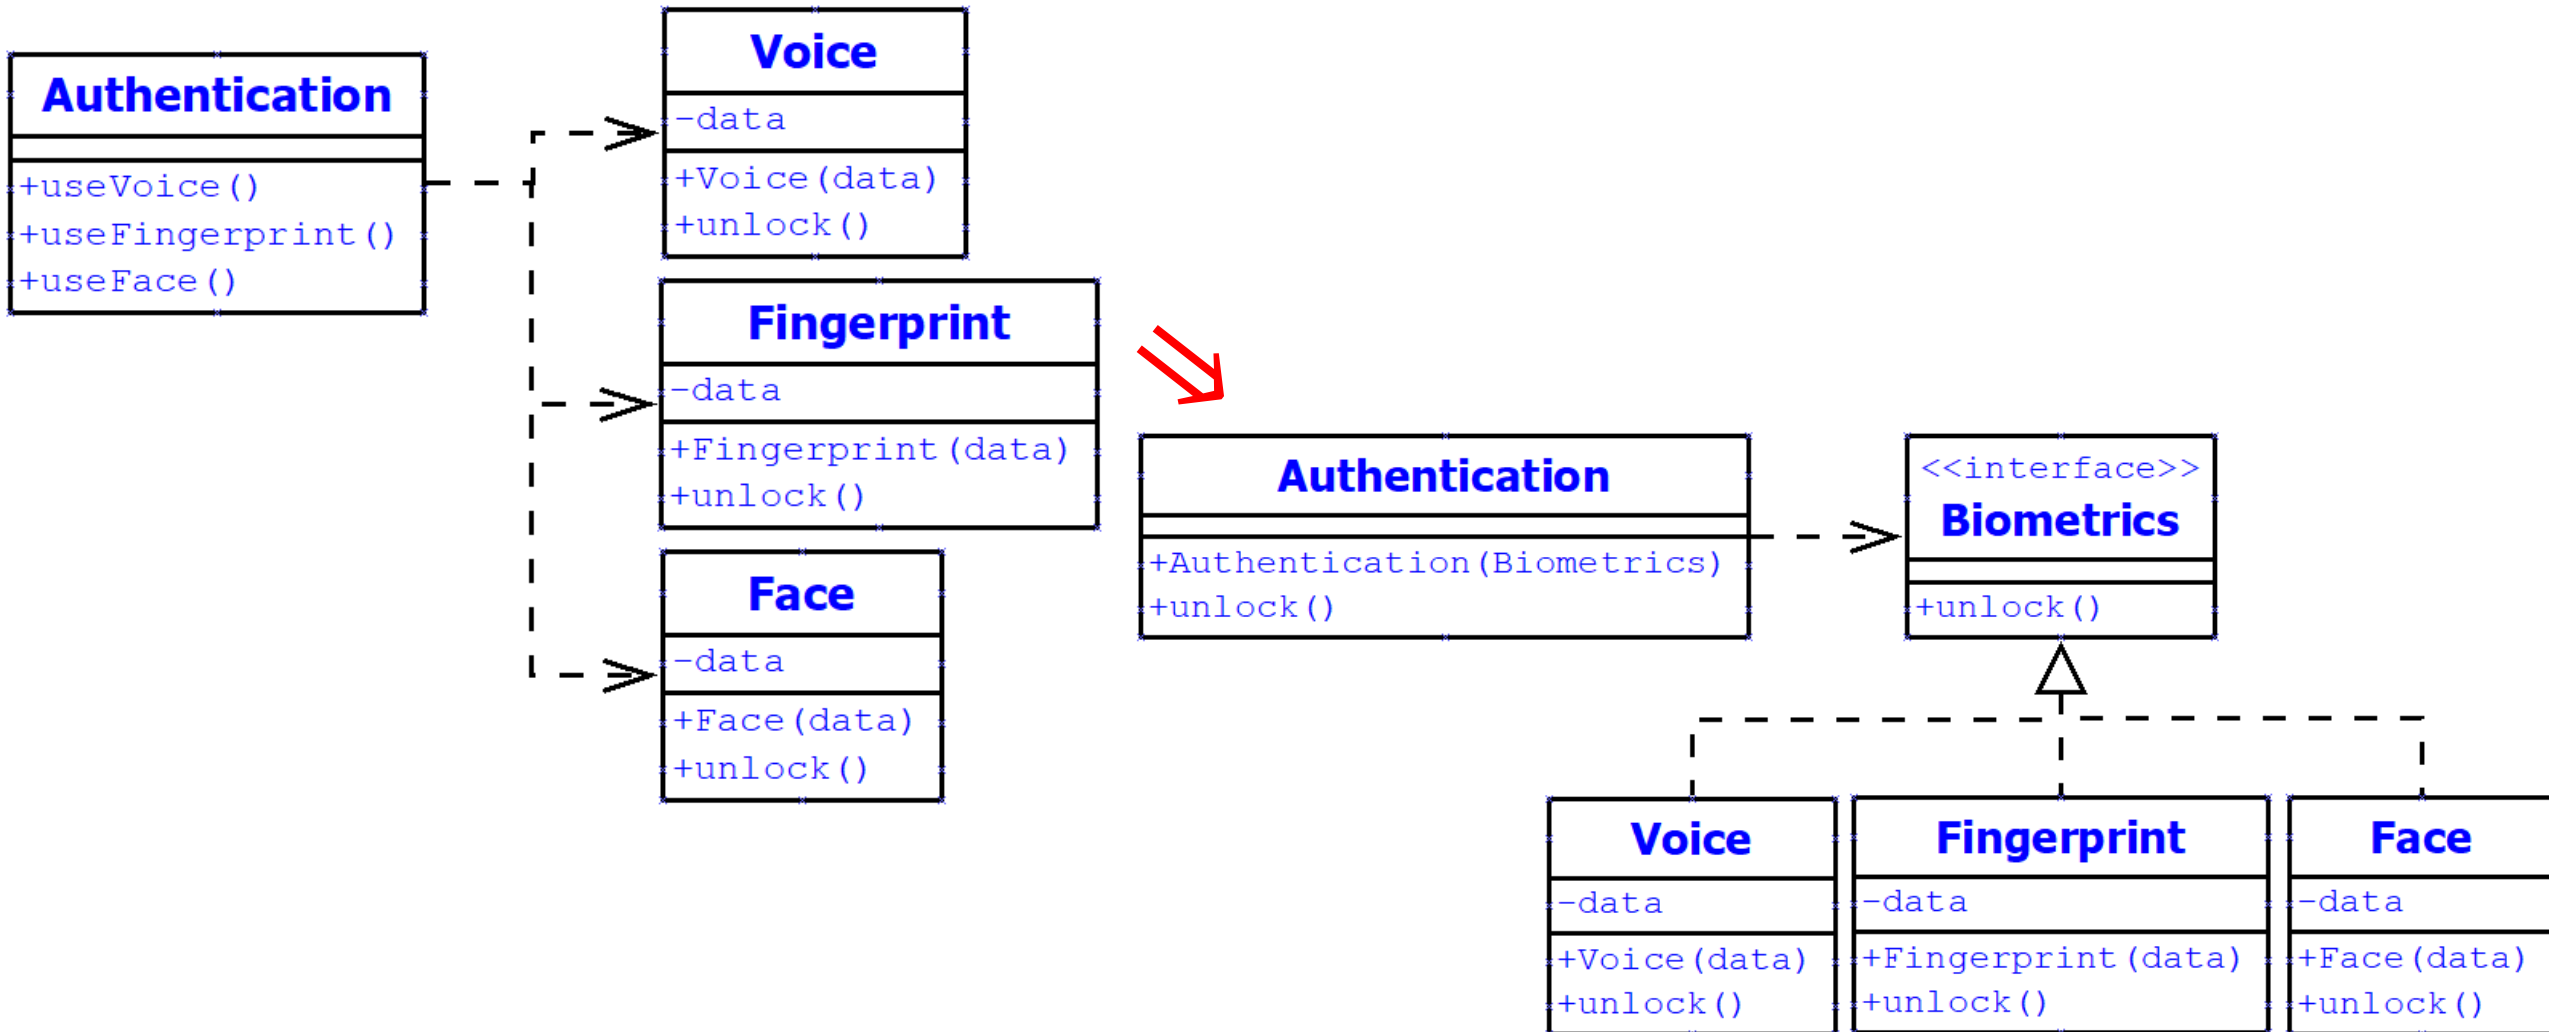 Authentication
+useVoice()
+useFingerprint()
+useFace()
Voice
-data
+Voice(data)
+unlock()
Fingerprint
-data
+Fingerprint(data)
+unlock()
Face
-data
+Face(data)
+unlock()
Authentication
+Authentication(Biometrics)
+unlock()
<<interface>>
Biometrics
+unlock()
Voice
-data
+Voice(data)
+unlock()
Fingerprint
-data
+Fingerprint(data)
+unlock()
Face
-data
+Face(data)
+unlock()